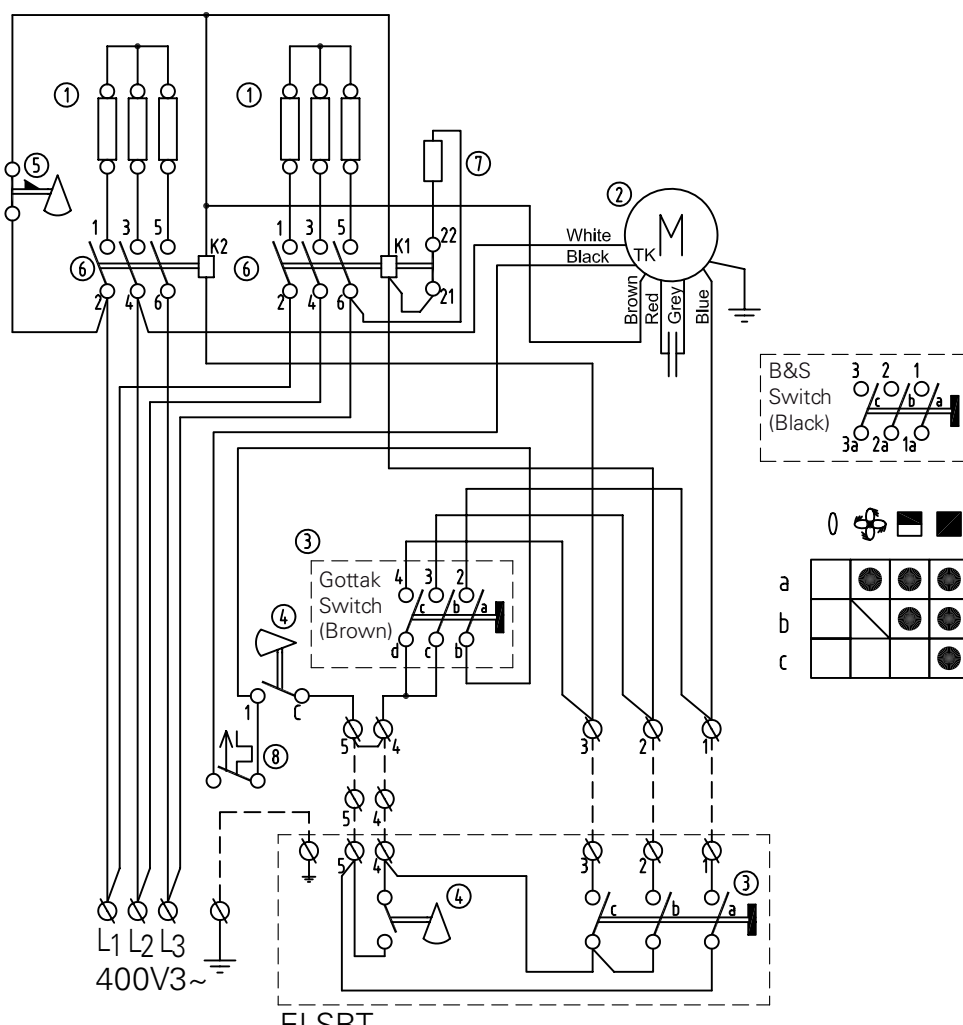 1 1
5 7 2
1 3 5 K2 1 3 5 K1 22
White
Black TK M
6 6
2 4 6 2 4 6 21
Brown Red Grey Blue
B&S
Switch
(Black)
3 2 1
c b a
3a 2a 1a
3
Gottak
Switch
(Brown)
4 3 2
c b a
d c b
a
b
c
4
1 C
5 4 3 2 1
8
5 4
5 4 3 2 1
4 3
c b a
L1 L2 L3
400V3~
ELSRT